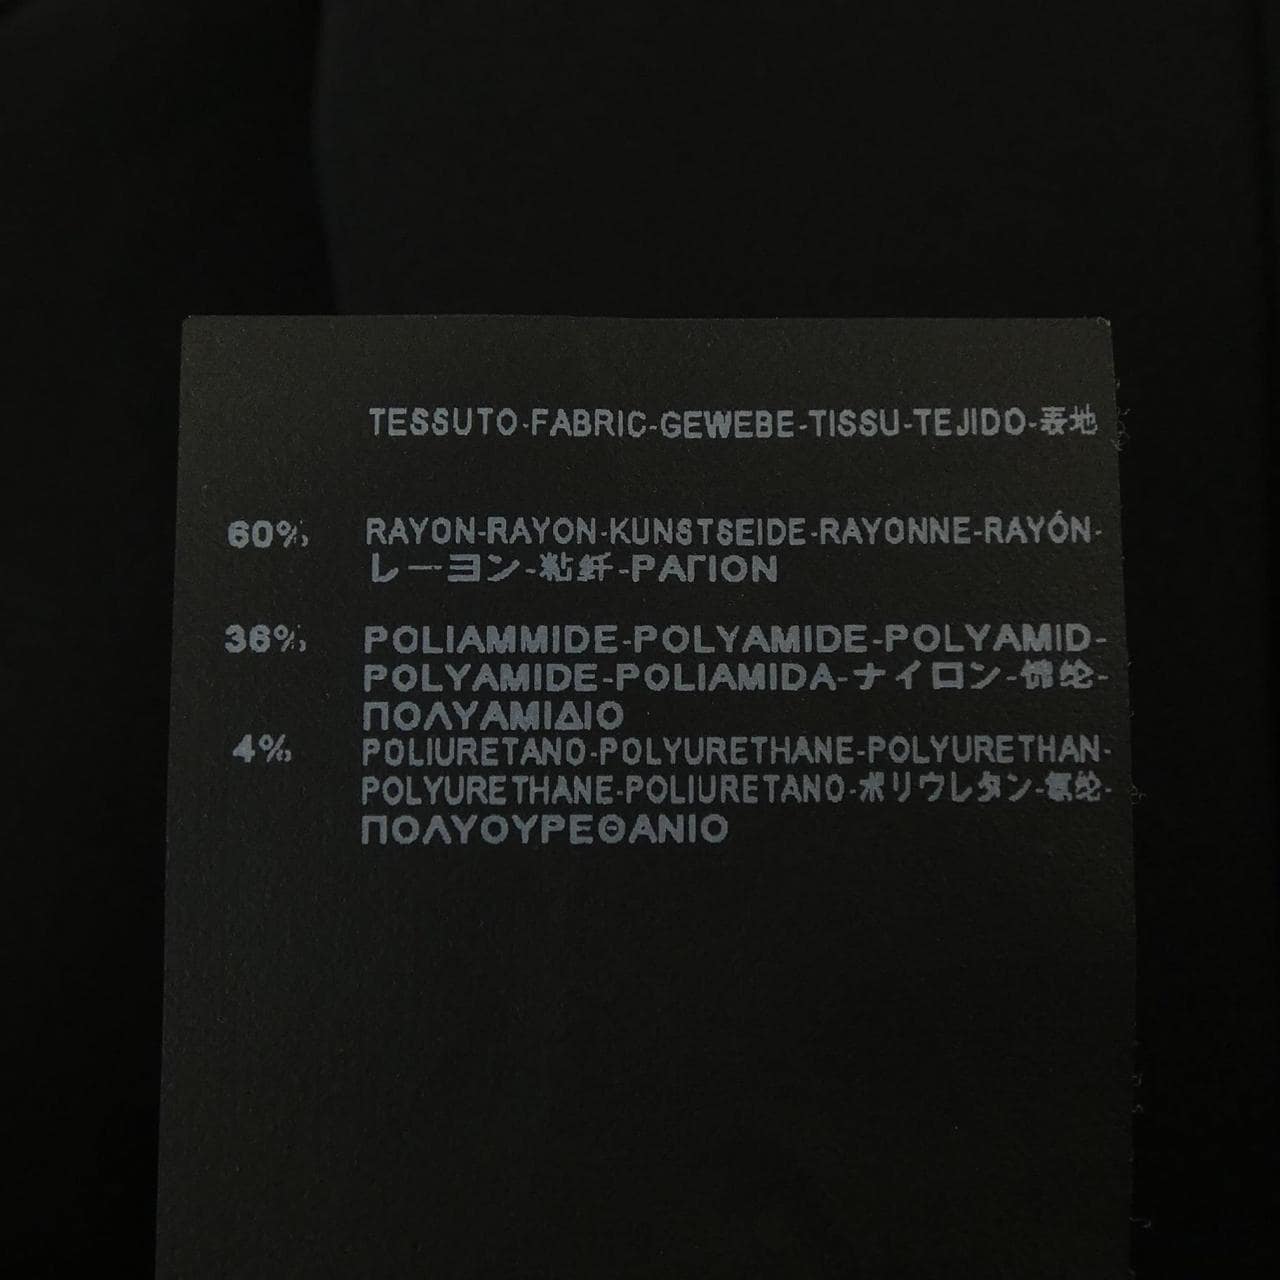 TESSUTO-FABRIC-GEWEBE-TISSU-TEJIDO-表地
60% RAYON-RAYON-KUNSTSEIDE-RAYONNE-RAYÓN-
レーヨン-粘纤-ΡΑΓΙΟΝ
36% POLIAMMIDE-POLYAMIDE-POLYAMID-
POLYAMIDE-POLIAMIDA-ナイロン-锦纶-
ΠΟΛΥΑΜΙΔΙΟ
4% POLIURETANO-POLYURETHANE-POLYURETHAN-
POLYURETHANE-POLIURETANO-ポリウレタン-氨纶-
ΠΟΛΥΟΥΡΕΘΑΝΙΟ